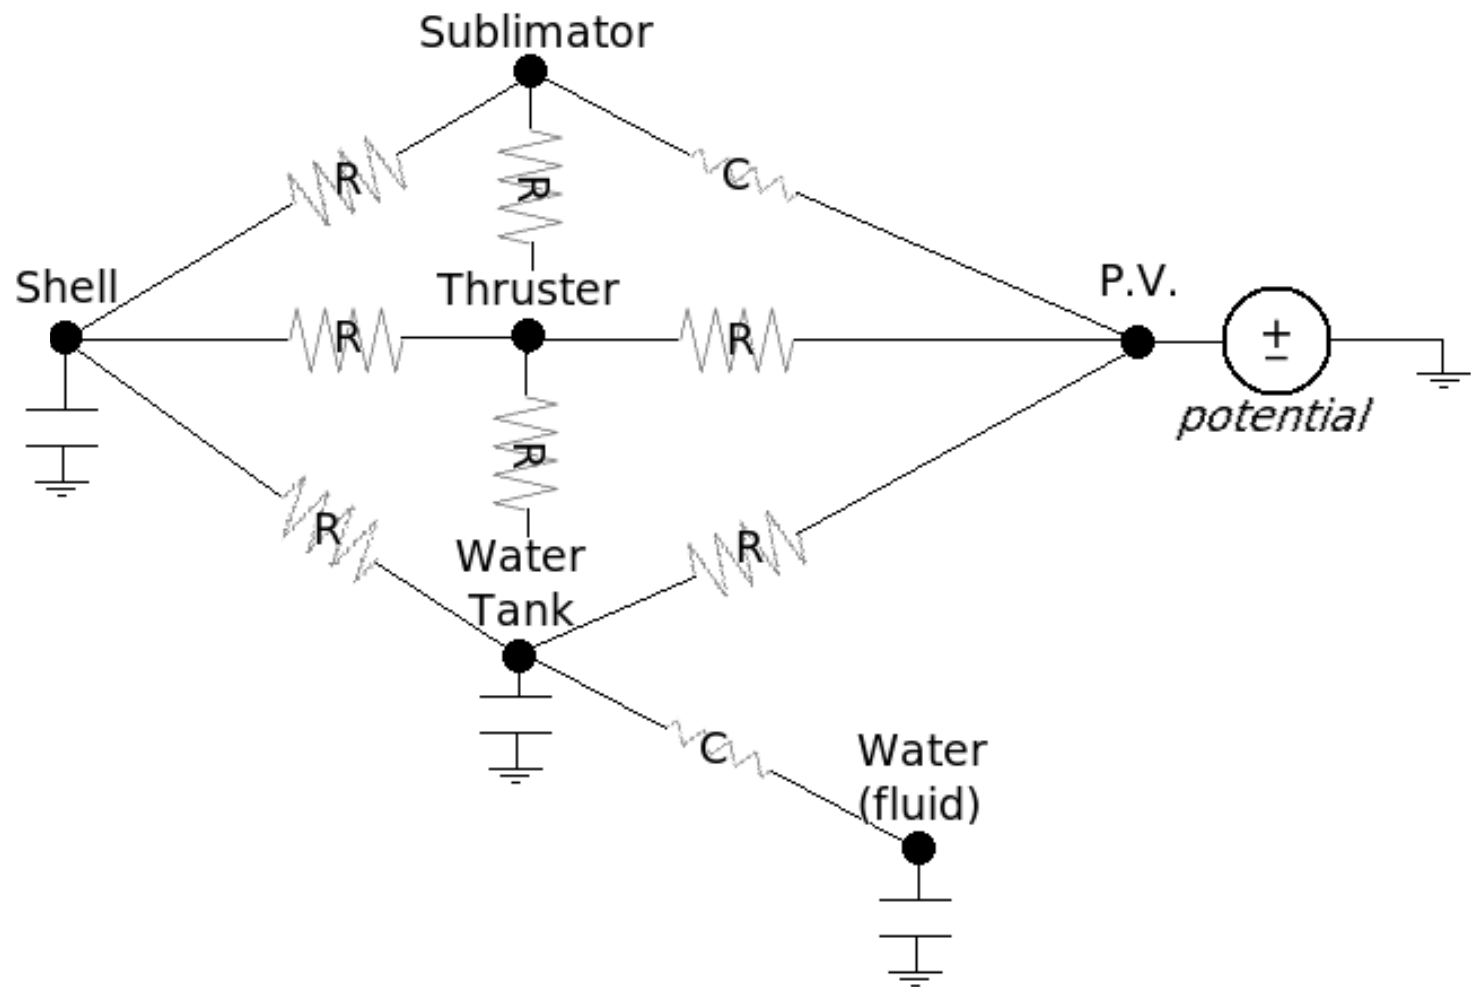 Sublimator
R
R
C
Shell
Thruster
P.V.
R
R
±
potential
R
R
R
Water
Tank
C
Water
(fluid)